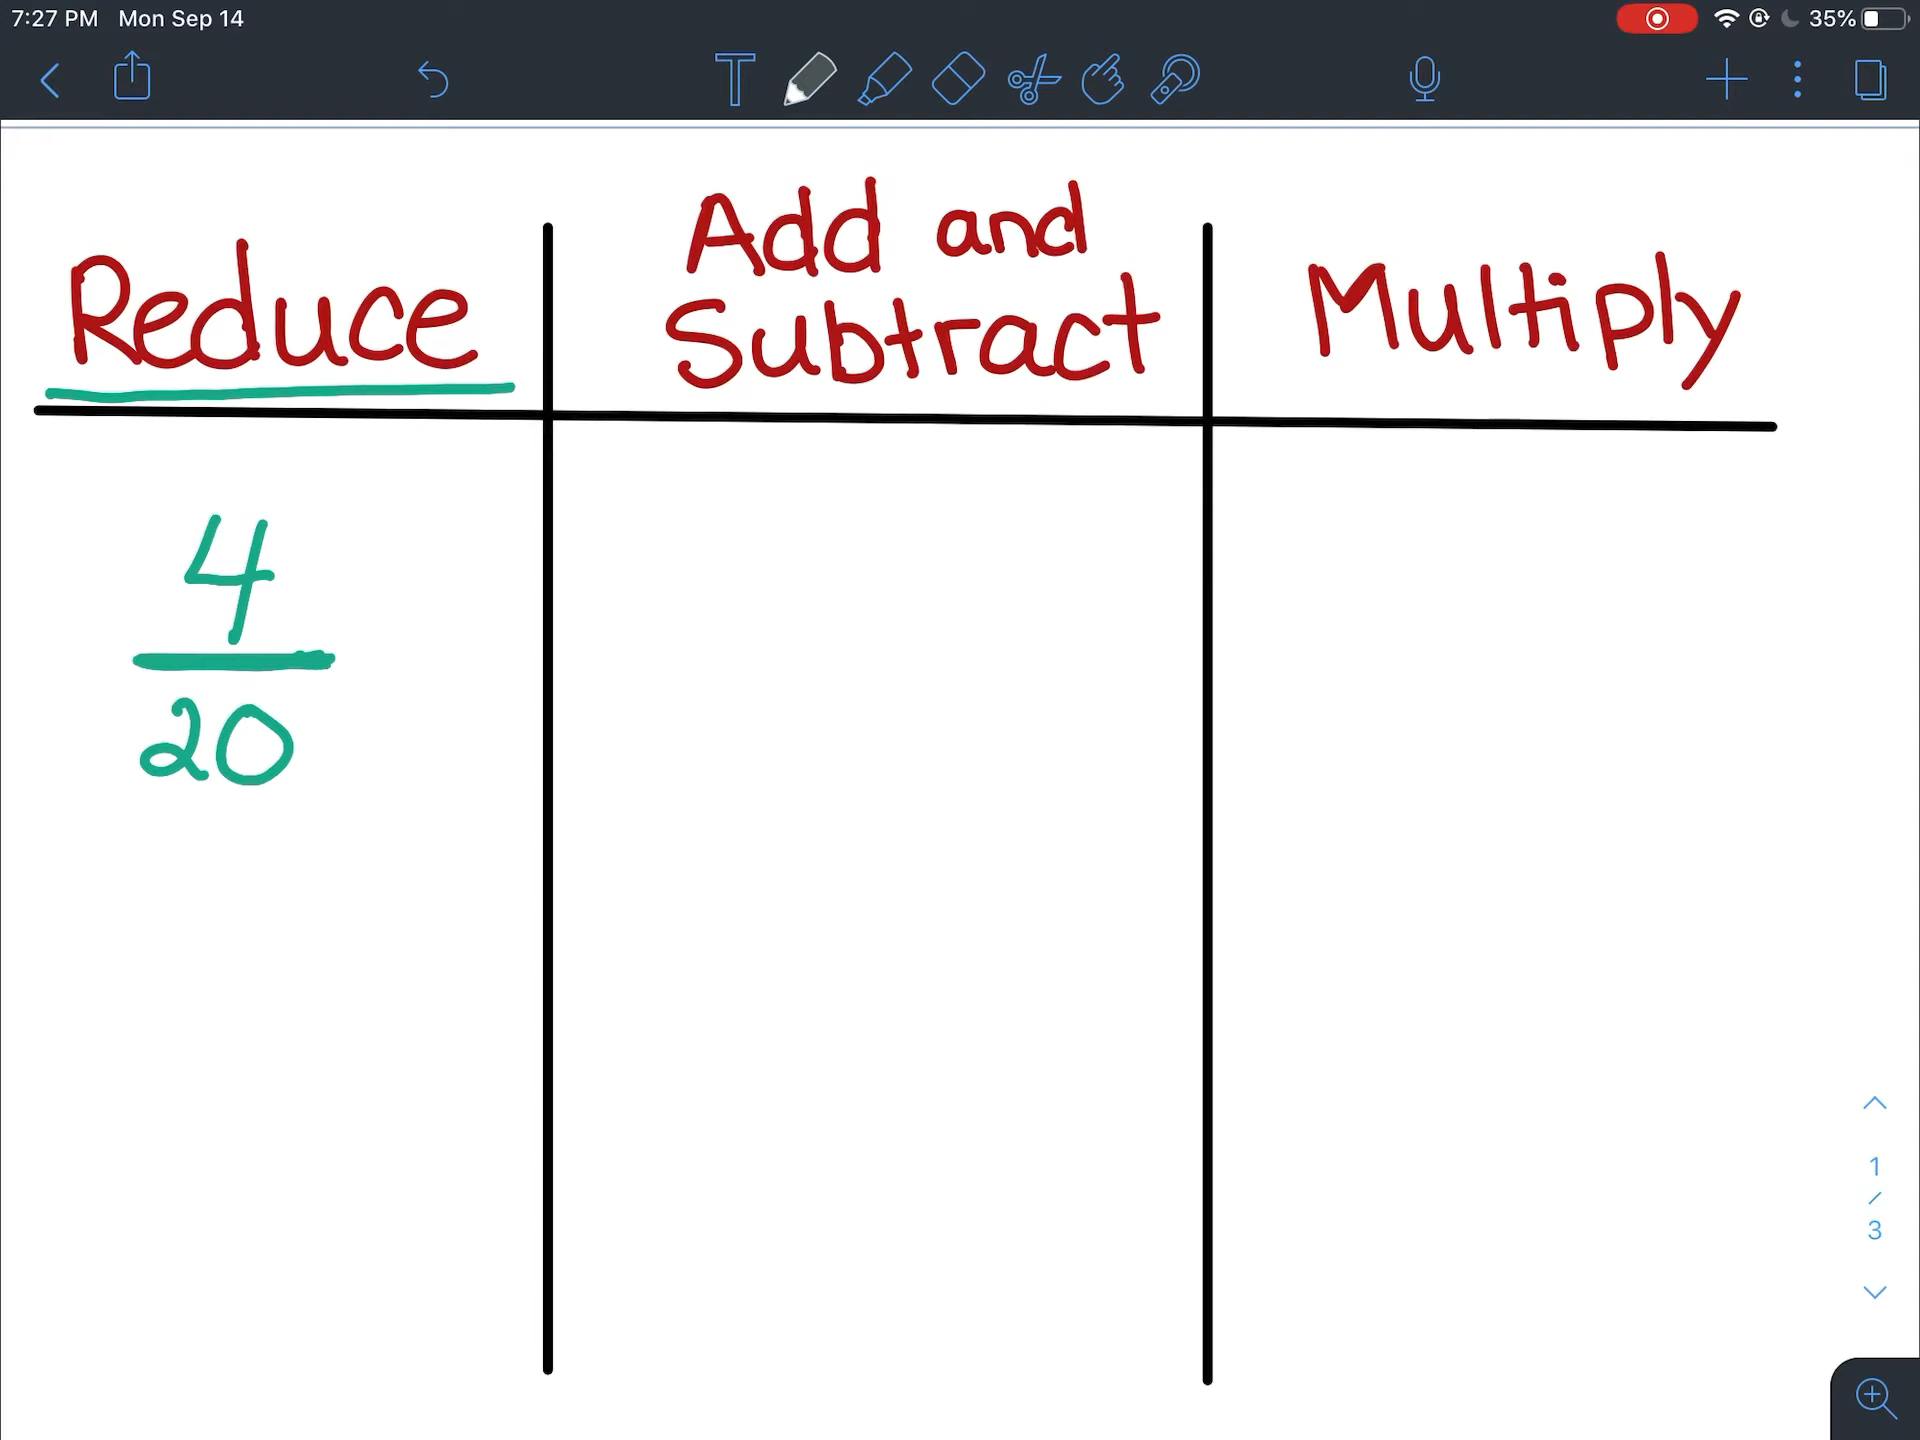 7:27 PM Mon Sep 14
35%
T
Reduce
Add and
Subtract
Multiply
4
20
1
/
3